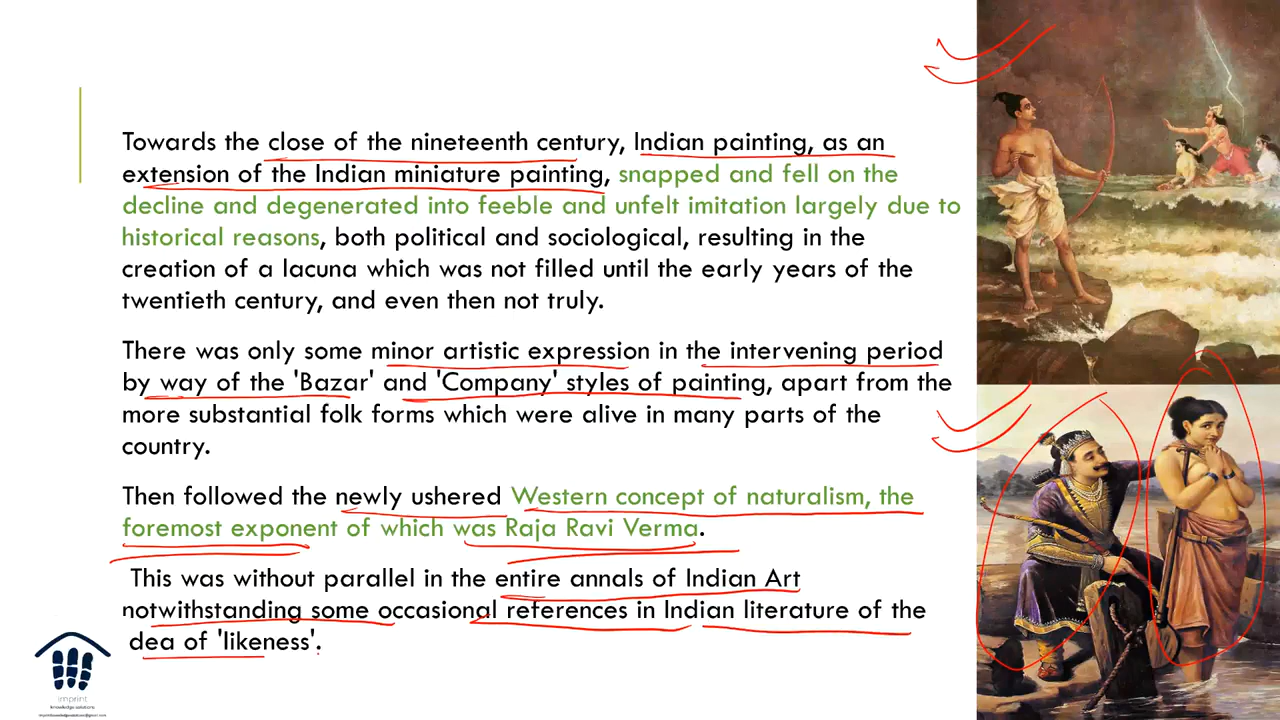 Towards the close of the nineteenth century, Indian painting, as an
extension of the Indian miniature painting, snapped and fell on the
decline and degenerated into feeble and unfelt imitation largely due to
historical reasons, both political and sociological, resulting in the
creation of a lacuna which was not filled until the early years of the
twentieth century, and even then not truly.
There was only some minor artistic expression in the intervening period
by way of the 'Bazar' and 'Company' styles of painting, apart from the
more substantial folk forms which were alive in many parts of the
country.
Then followed the newly ushered Western concept of naturalism, the
foremost exponent of which was Raja Ravi Verma.
This was without parallel in the entire annals of Indian Art
notwithstanding some occasional references in Indian literature of the
dea of 'likeness'.
imprint
knowledge solutions